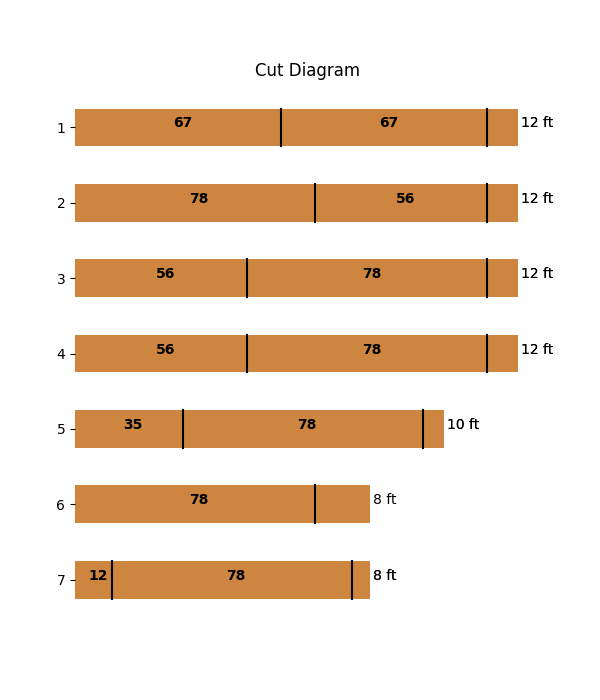 Cut Diagram
1 67 67 12 ft
2 78 56 12 ft
3 56 78 12 ft
4 56 78 12 ft
5 35 78 10 ft
6 78 8 ft
7 12 78 8 ft